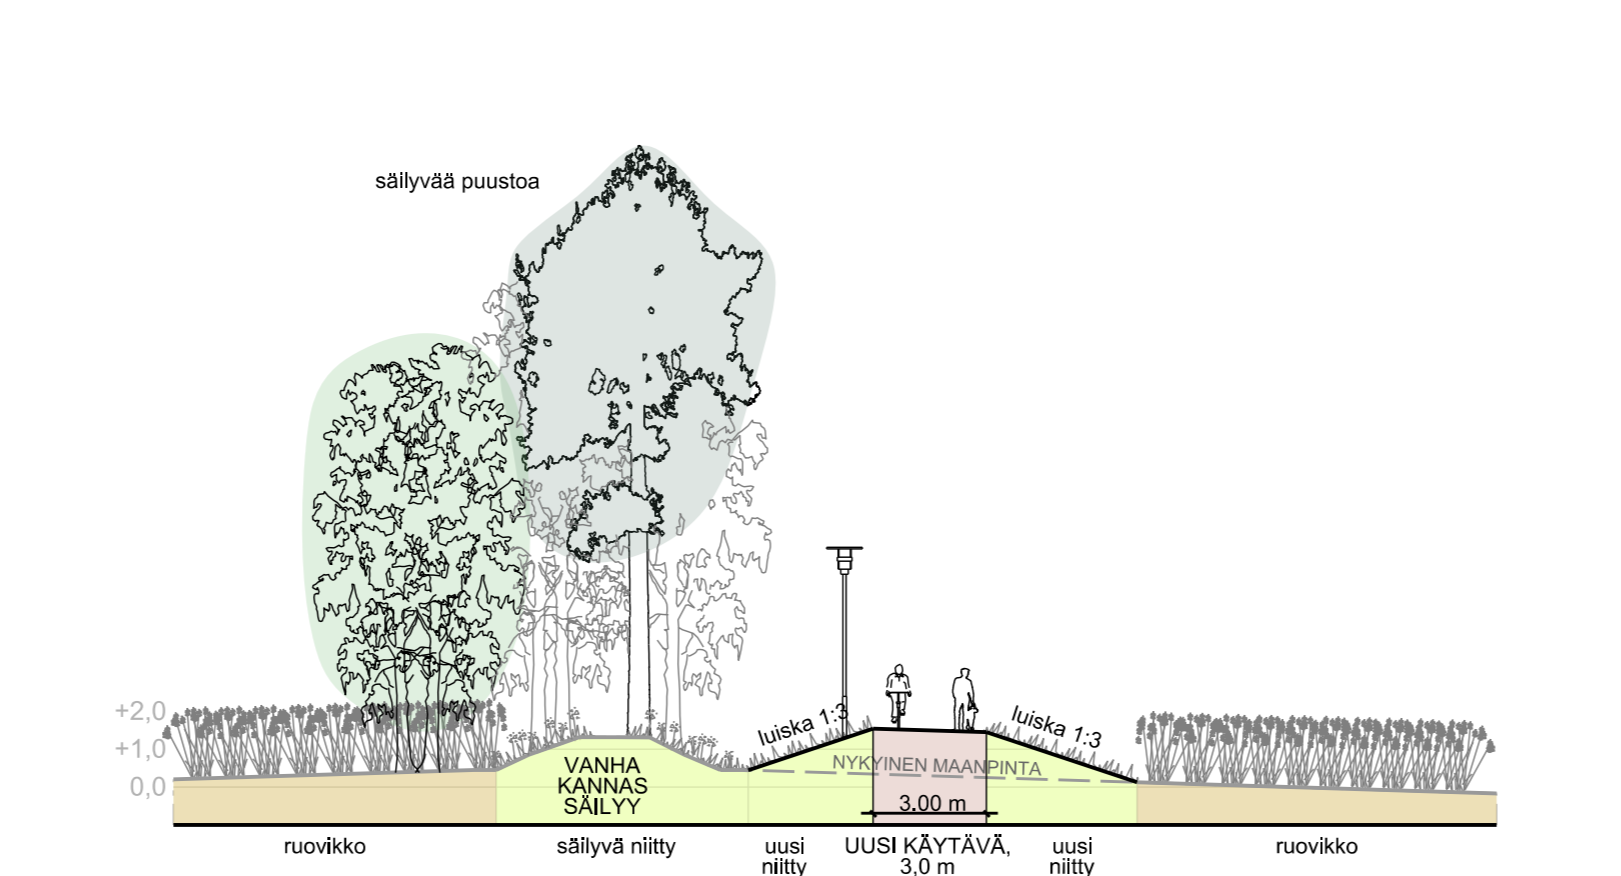 säilyvää puustoa
+2,0
+1,0
0,0
luiska 1:3
luiska 1:3
VANHA
KANNAS
SÄILYY
NYKYINEN MAANPINTA
3.00 m
ruovikko
säilyvä niitty
uusi
niitty
UUSI KÄYTÄVÄ,
3,0 m
uusi
niitty
ruovikko